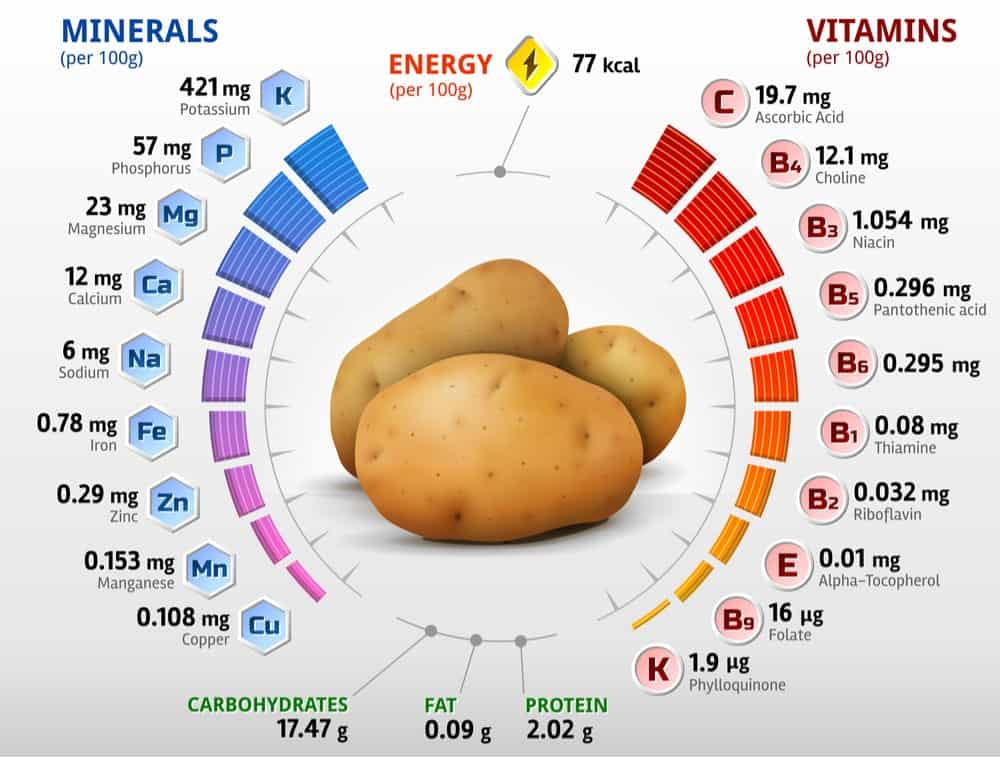 MINERALS
(per 100g)
421 mg
Potassium
K
57 mg
Phosphorus
P
23 mg
Magnesium
Mg
12 mg
Calcium
Ca
6 mg
Sodium
Na
0.78 mg
Iron
Fe
0.29 mg
Zinc
Zn
0.153 mg
Manganese
Mn
0.108 mg
Copper
Cu
ENERGY
(per 100g)
77 kcal
VITAMINS
(per 100g)
C
19.7 mg
Ascorbic Acid
B4
12.1 mg
Choline
B3
1.054 mg
Niacin
B5
0.296 mg
Pantothenic acid
B6
0.295 mg
B1
0.08 mg
Thiamine
B2
0.032 mg
Riboflavin
E
0.01 mg
Alpha-Tocopherol
B9
16 µg
Folate
K
1.9 µg
Phylloquinone
CARBOHYDRATES
17.47 g
FAT
0.09 g
PROTEIN
2.02 g